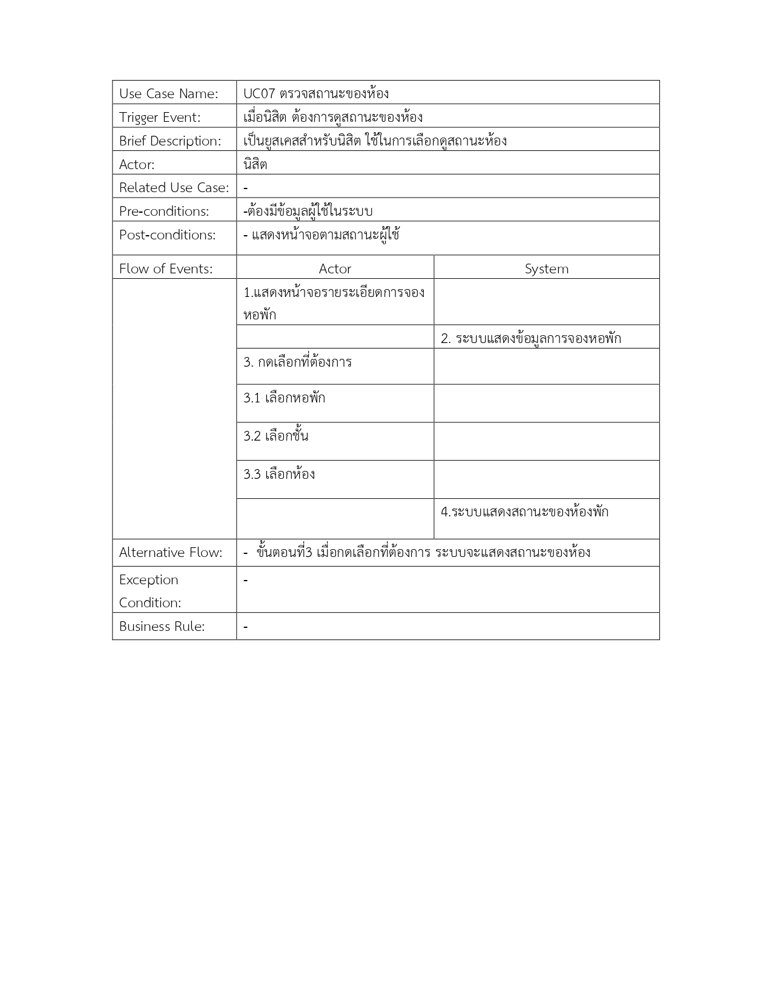 Use Case Name: UC07 ตรวจสถานะของห้อง
Trigger Event: เมื่อนิสิต ต้องการดูสถานะของห้อง
Brief Description: เป็นยูสเคสสำหรับนิสิต ใช้ในการเลือกดูสถานะห้อง
Actor: นิสิต
Related Use Case: -
Pre-conditions: -ต้องมีข้อมูลผู้ใช้ในระบบ
Post-conditions: - แสดงหน้าจอตามสถานะผู้ใช้
Flow of Events: Actor System
1.แสดงหน้าจอรายระเอียดการจอง
หอพัก
2. ระบบแสดงข้อมูลการจองหอพัก
3. กดเลือกที่ต้องการ
3.1 เลือกหอพัก
3.2 เลือกชั้น
3.3 เลือกห้อง
4.ระบบแสดงสถานะของห้องพัก
Alternative Flow: - ขั้นตอนที่3 เมื่อกดเลือกที่ต้องการ ระบบจะแสดงสถานะของห้อง
Exception -
Condition:
Business Rule: -